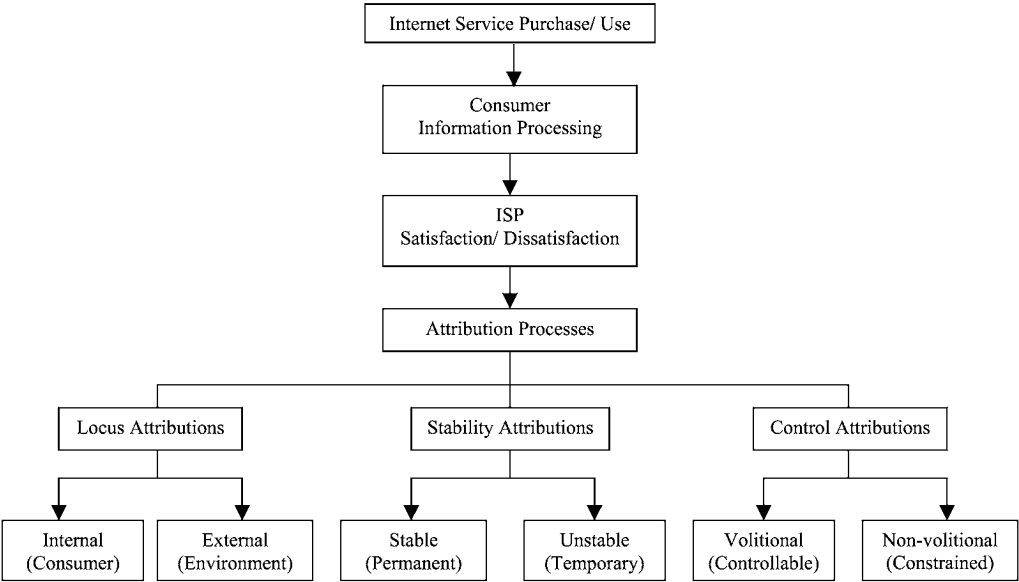 Internet Service Purchase/ Use
Consumer
Information Processing
ISP
Satisfaction/ Dissatisfaction
Attribution Processes
Locus Attributions
Stability Attributions
Control Attributions
Internal
(Consumer)
External
(Environment)
Stable
(Permanent)
Unstable
(Temporary)
Volitional
(Controllable)
Non-volitional
(Constrained)